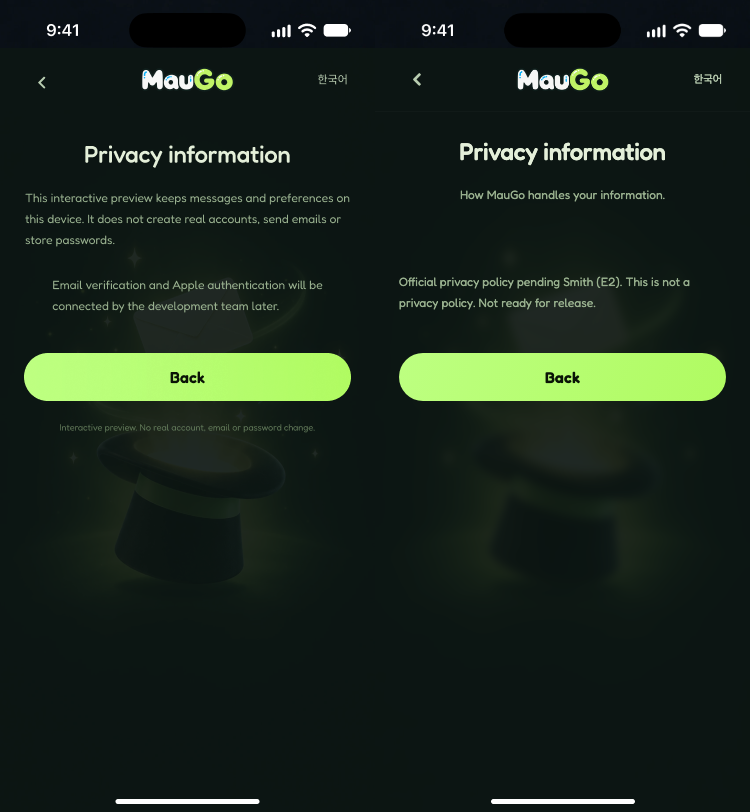 9:41
MauGo
한국어
Privacy information
This interactive preview keeps messages and preferences on
this device. It does not create real accounts, send emails or
store passwords.
Email verification and Apple authentication will be
connected by the development team later.
Back
Interactive preview. No real account, email or password change.
9:41
MauGo
한국어
Privacy information
How MauGo handles your information.
Official privacy policy pending Smith (E2). This is not a
privacy policy. Not ready for release.
Back